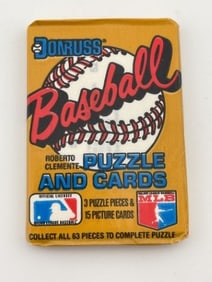 DONRUSS
Baseball
ROBERTO
CLEMENTE
PUZZLE
AND CARDS
3 PUZZLE PIECES &
15 PICTURE CARDS
MLB
COLLECT ALL 63 PIECES TO COMPLETE PUZZLE